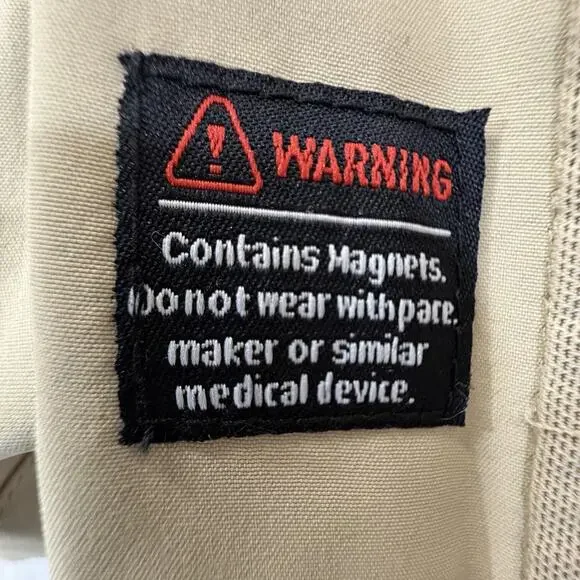 WARNING
Contains Magnets.
Do not wear with pace.
maker or similar
medical device.